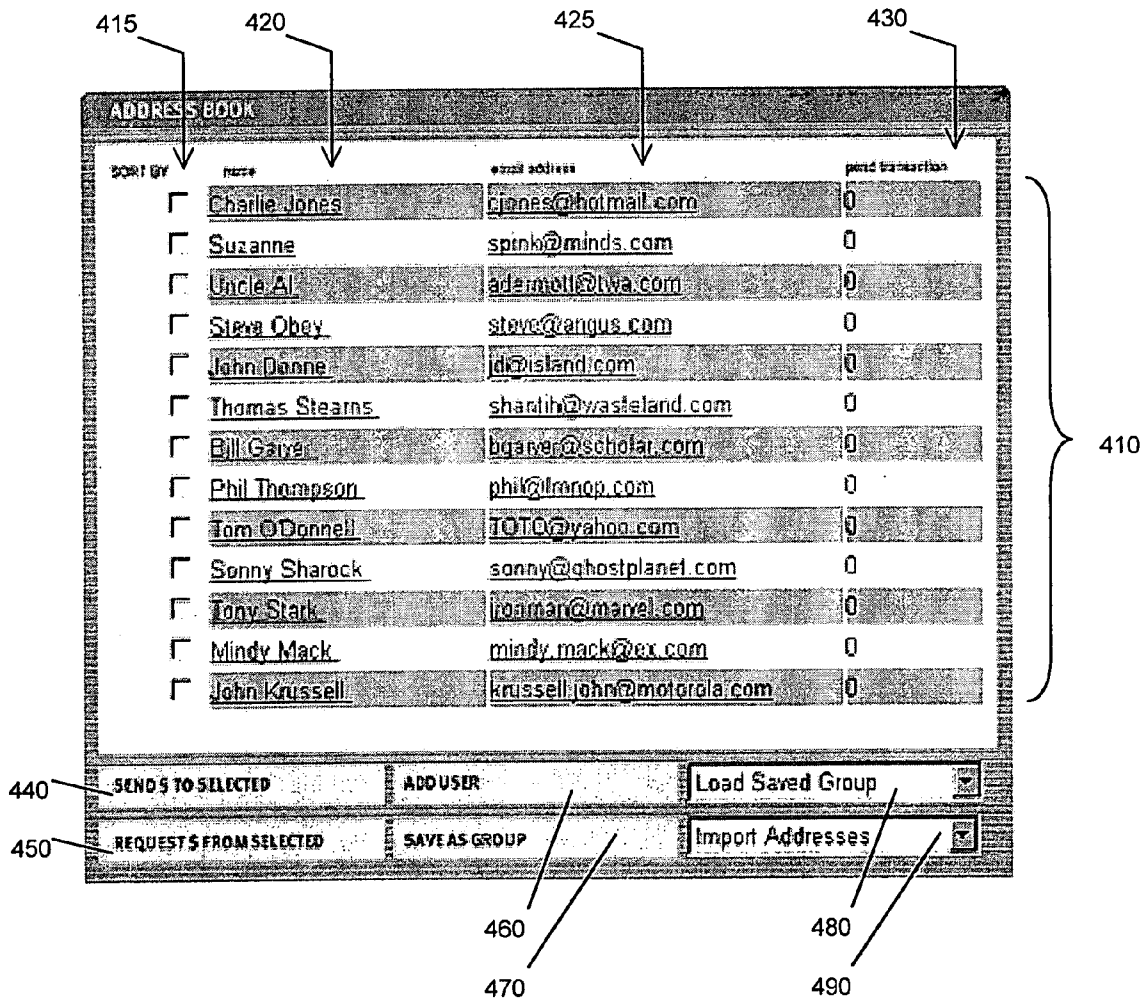 415 420 425 430
ADDRESS BOOK
SORT BY name email address pend transaction
Charlie Jones cjones@hotmail.com 0
Suzanne spink@minds.com 0
Uncle Al adermott@twa.com 0
Steve Obey steve@angus.com 0
John Donne jd@island.com 0
Thomas Stearns shantih@wasteland.com 0
Bill Garver bgarver@scholar.com 0
Phil Thompson phil@lmnop.com 0
Tom O'Donnell TOTO@yahoo.com 0
Sonny Sharock sonny@ghostplanet.com 0
Tony Stark ironman@marvel.com 0
Mindy Mack mindy.mack@ex.com 0
John Krussell krussell.john@motorola.com 0
410
440 SEND $ TO SELECTED ADD USER Load Saved Group
450 REQUEST $ FROM SELECTED SAVE AS GROUP Import Addresses
460 480
470 490